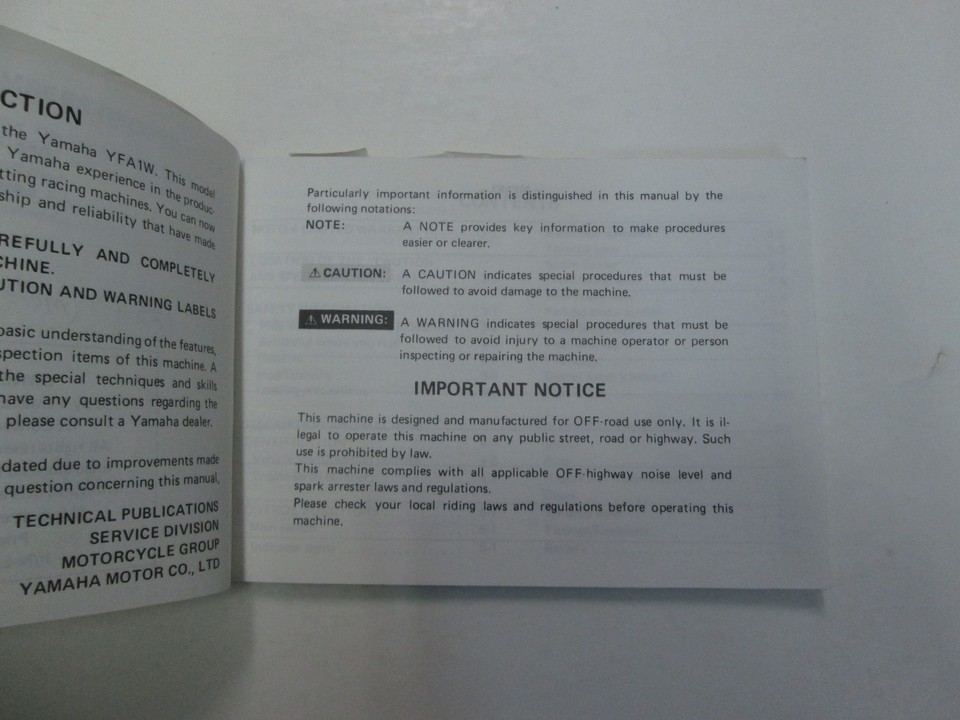 CTION
the Yamaha YFA1W. This model
Yamaha experience in the produc-
tting racing machines. You can now
ship and reliability that have made
REFULLY AND COMPLETELY
CHINE.
UTION AND WARNING LABELS
basic understanding of the features,
spection items of this machine. A
the special techniques and skills
have any questions regarding the
please consult a Yamaha dealer.
dated due to improvements made
question concerning this manual,
TECHNICAL PUBLICATIONS
SERVICE DIVISION
MOTORCYCLE GROUP
YAMAHA MOTOR CO., LTD
Particularly important information is distinguished in this manual by the
following notations:
NOTE: A NOTE provides key information to make procedures
easier or clearer.
⚠ CAUTION: A CAUTION indicates special procedures that must be
followed to avoid damage to the machine.
⚠ WARNING: A WARNING indicates special procedures that must be
followed to avoid injury to a machine operator or person
inspecting or repairing the machine.
IMPORTANT NOTICE
This machine is designed and manufactured for OFF-road use only. It is il-
legal to operate this machine on any public street, road or highway. Such
use is prohibited by law.
This machine complies with all applicable OFF-highway noise level and
spark arrester laws and regulations.
Please check your local riding laws and regulations before operating this
machine.